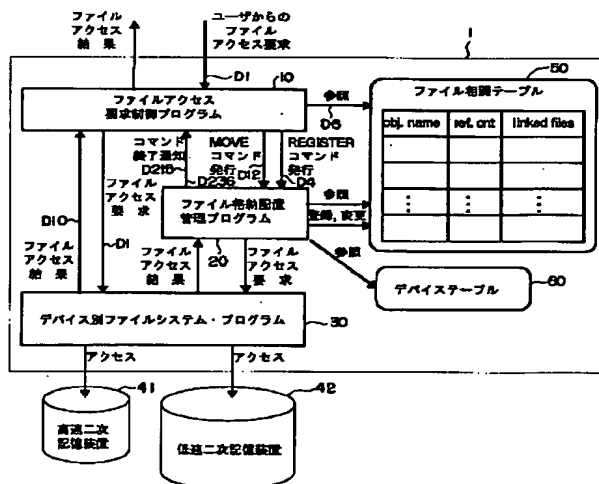 ファイル
アクセス
結果
ユーザからの
ファイル
アクセス要求
D1
1
10
ファイルアクセス
要求制御プログラム
参照
D6
50
ファイル相関テーブル
obj. name
ref. cnt
linked files
コマンド
終了通知
D215
D236
MOVE
コマンド
発行
D12
REGISTER
コマンド
発行
D4
ファイル
アクセス
要求
ファイル格納配置
管理プログラム
20
参照
登録, 変更
参照
デバイステーブル
60
D10
ファイル
アクセス
結果
D1
ファイル
アクセス
結果
ファイル
アクセス
要求
デバイス別ファイルシステム・プログラム
30
アクセス
アクセス
41
高速二次
記憶装置
42
低速二次記憶装置